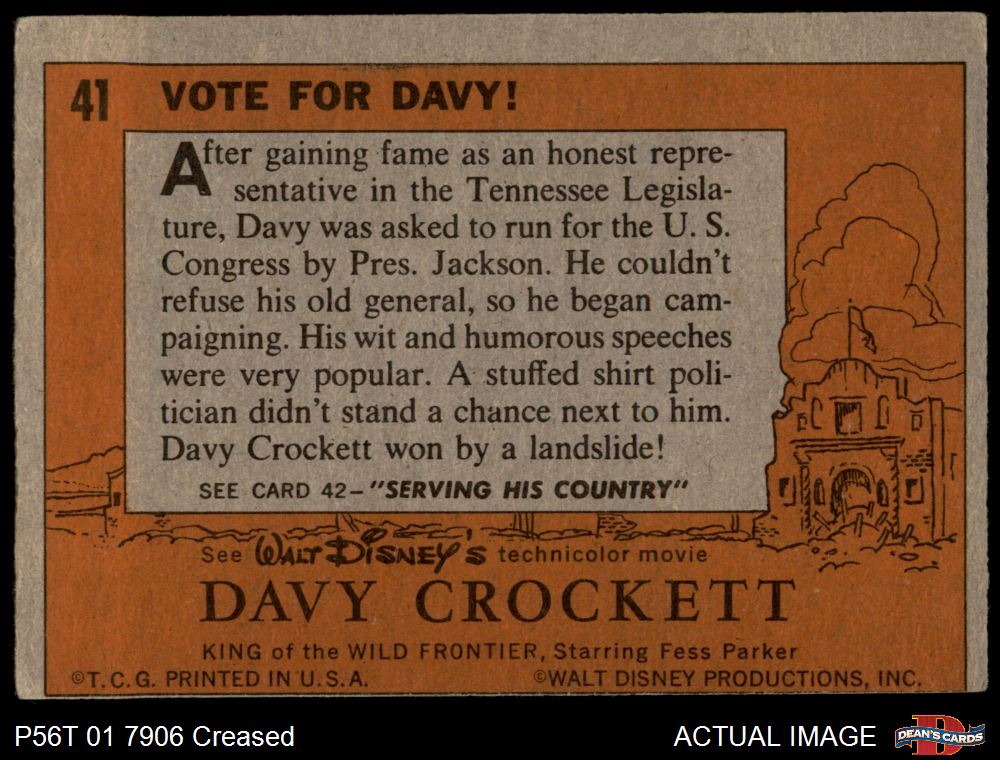 41 VOTE FOR DAVY!
After gaining fame as an honest repre-
sentative in the Tennessee Legisla-
ture, Davy was asked to run for the U. S.
Congress by Pres. Jackson. He couldn't
refuse his old general, so he began cam-
paigning. His wit and humorous speeches
were very popular. A stuffed shirt poli-
tician didn't stand a chance next to him.
Davy Crockett won by a landslide!
SEE CARD 42–"SERVING HIS COUNTRY"
See WALT DISNEY'S technicolor movie
DAVY CROCKETT
KING of the WILD FRONTIER, Starring Fess Parker
©T.C.G. PRINTED IN U.S.A. ©WALT DISNEY PRODUCTIONS, INC.
P56T 01 7906 Creased ACTUAL IMAGE DEAN'S CARDS